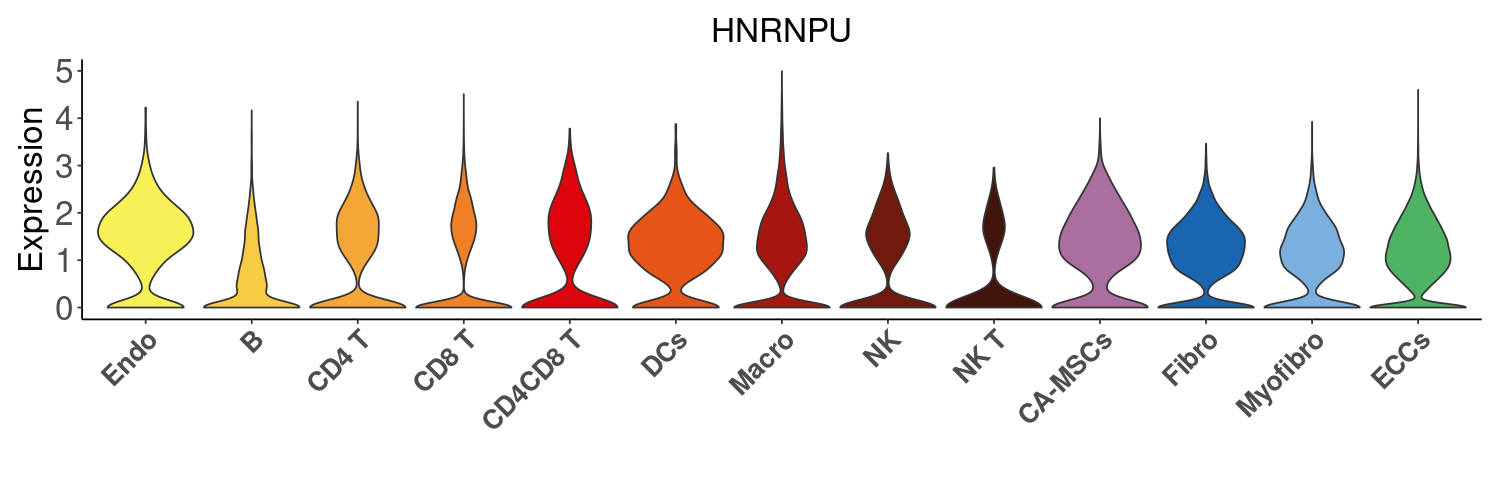 HNRNPU
Expression
5
4
3
2
1
0
Endo
B
CD4 T
CD8 T
CD4CD8 T
DCs
Macro
NK
NK T
CA-MSCs
Fibro
Myofibro
ECCs